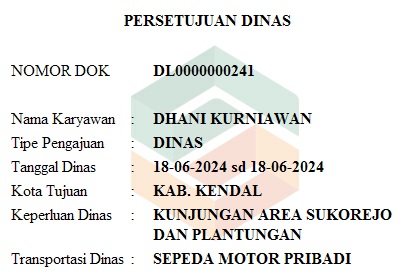 PERSETUJUAN DINAS
NOMOR DOK DL0000000241
Nama Karyawan : DHANI KURNIAWAN
Tipe Pengajuan : DINAS
Tanggal Dinas : 18-06-2024 sd 18-06-2024
Kota Tujuan : KAB. KENDAL
Keperluan Dinas : KUNJUNGAN AREA SUKOREJO
DAN PLANTUNGAN
Transportasi Dinas : SEPEDA MOTOR PRIBADI